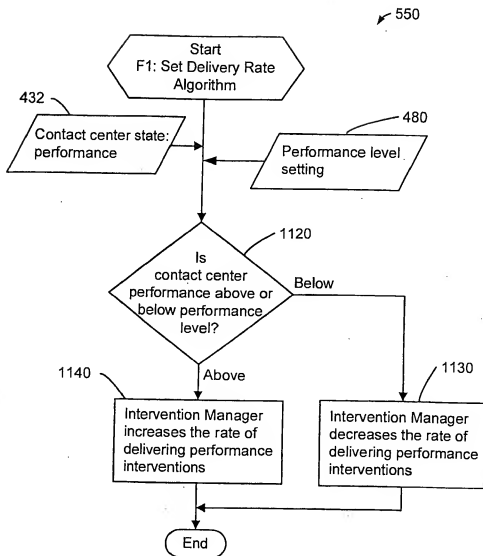 550
Start
F1: Set Delivery Rate
Algorithm
432
Contact center state:
performance
480
Performance level
setting
1120
Is
contact center
performance above or
below performance
level?
Below
Above
1140
Intervention Manager
increases the rate of
delivering performance
interventions
1130
Intervention Manager
decreases the rate of
delivering performance
interventions
End